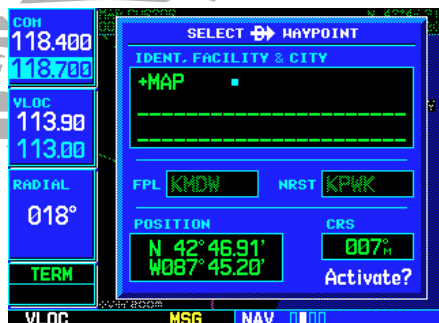 COM
118.400
118.700
VLOC
113.90
113.00
RADIAL
018°
TERM
SELECT D WAYPOINT
IDENT, FACILITY & CITY
+MAP
FPL KMDW NRST KPWK
POSITION
N 42°46.91'
W087°45.20'
CRS
007°M
Activate?
VLOC MSG NAV